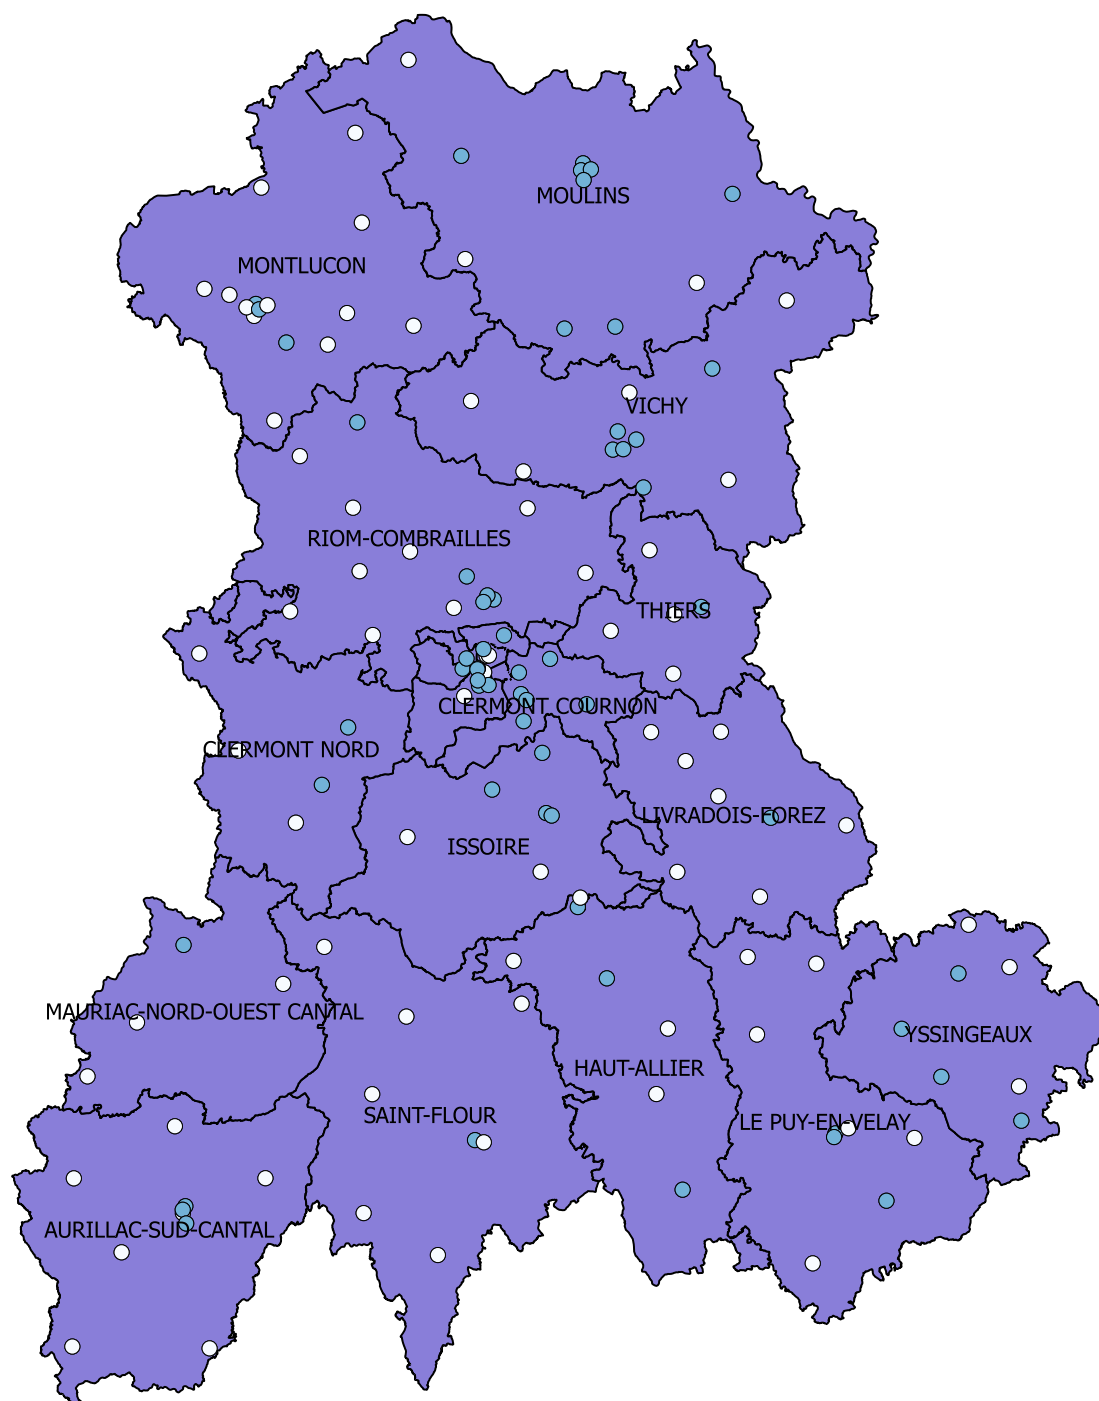 MOULINS
MONTLUCON
VICHY
RIOM-COMBRAILLES
THIERS
CLERMONT COURNON
CLERMONT NORD
LIVRADOIS-FOREZ
ISSOIRE
MAURIAC-NORD-OUEST CANTAL
YSSINGEAUX
HAUT-ALLIER
SAINT-FLOUR
LE PUY-EN-VELAY
AURILLAC-SUD-CANTAL